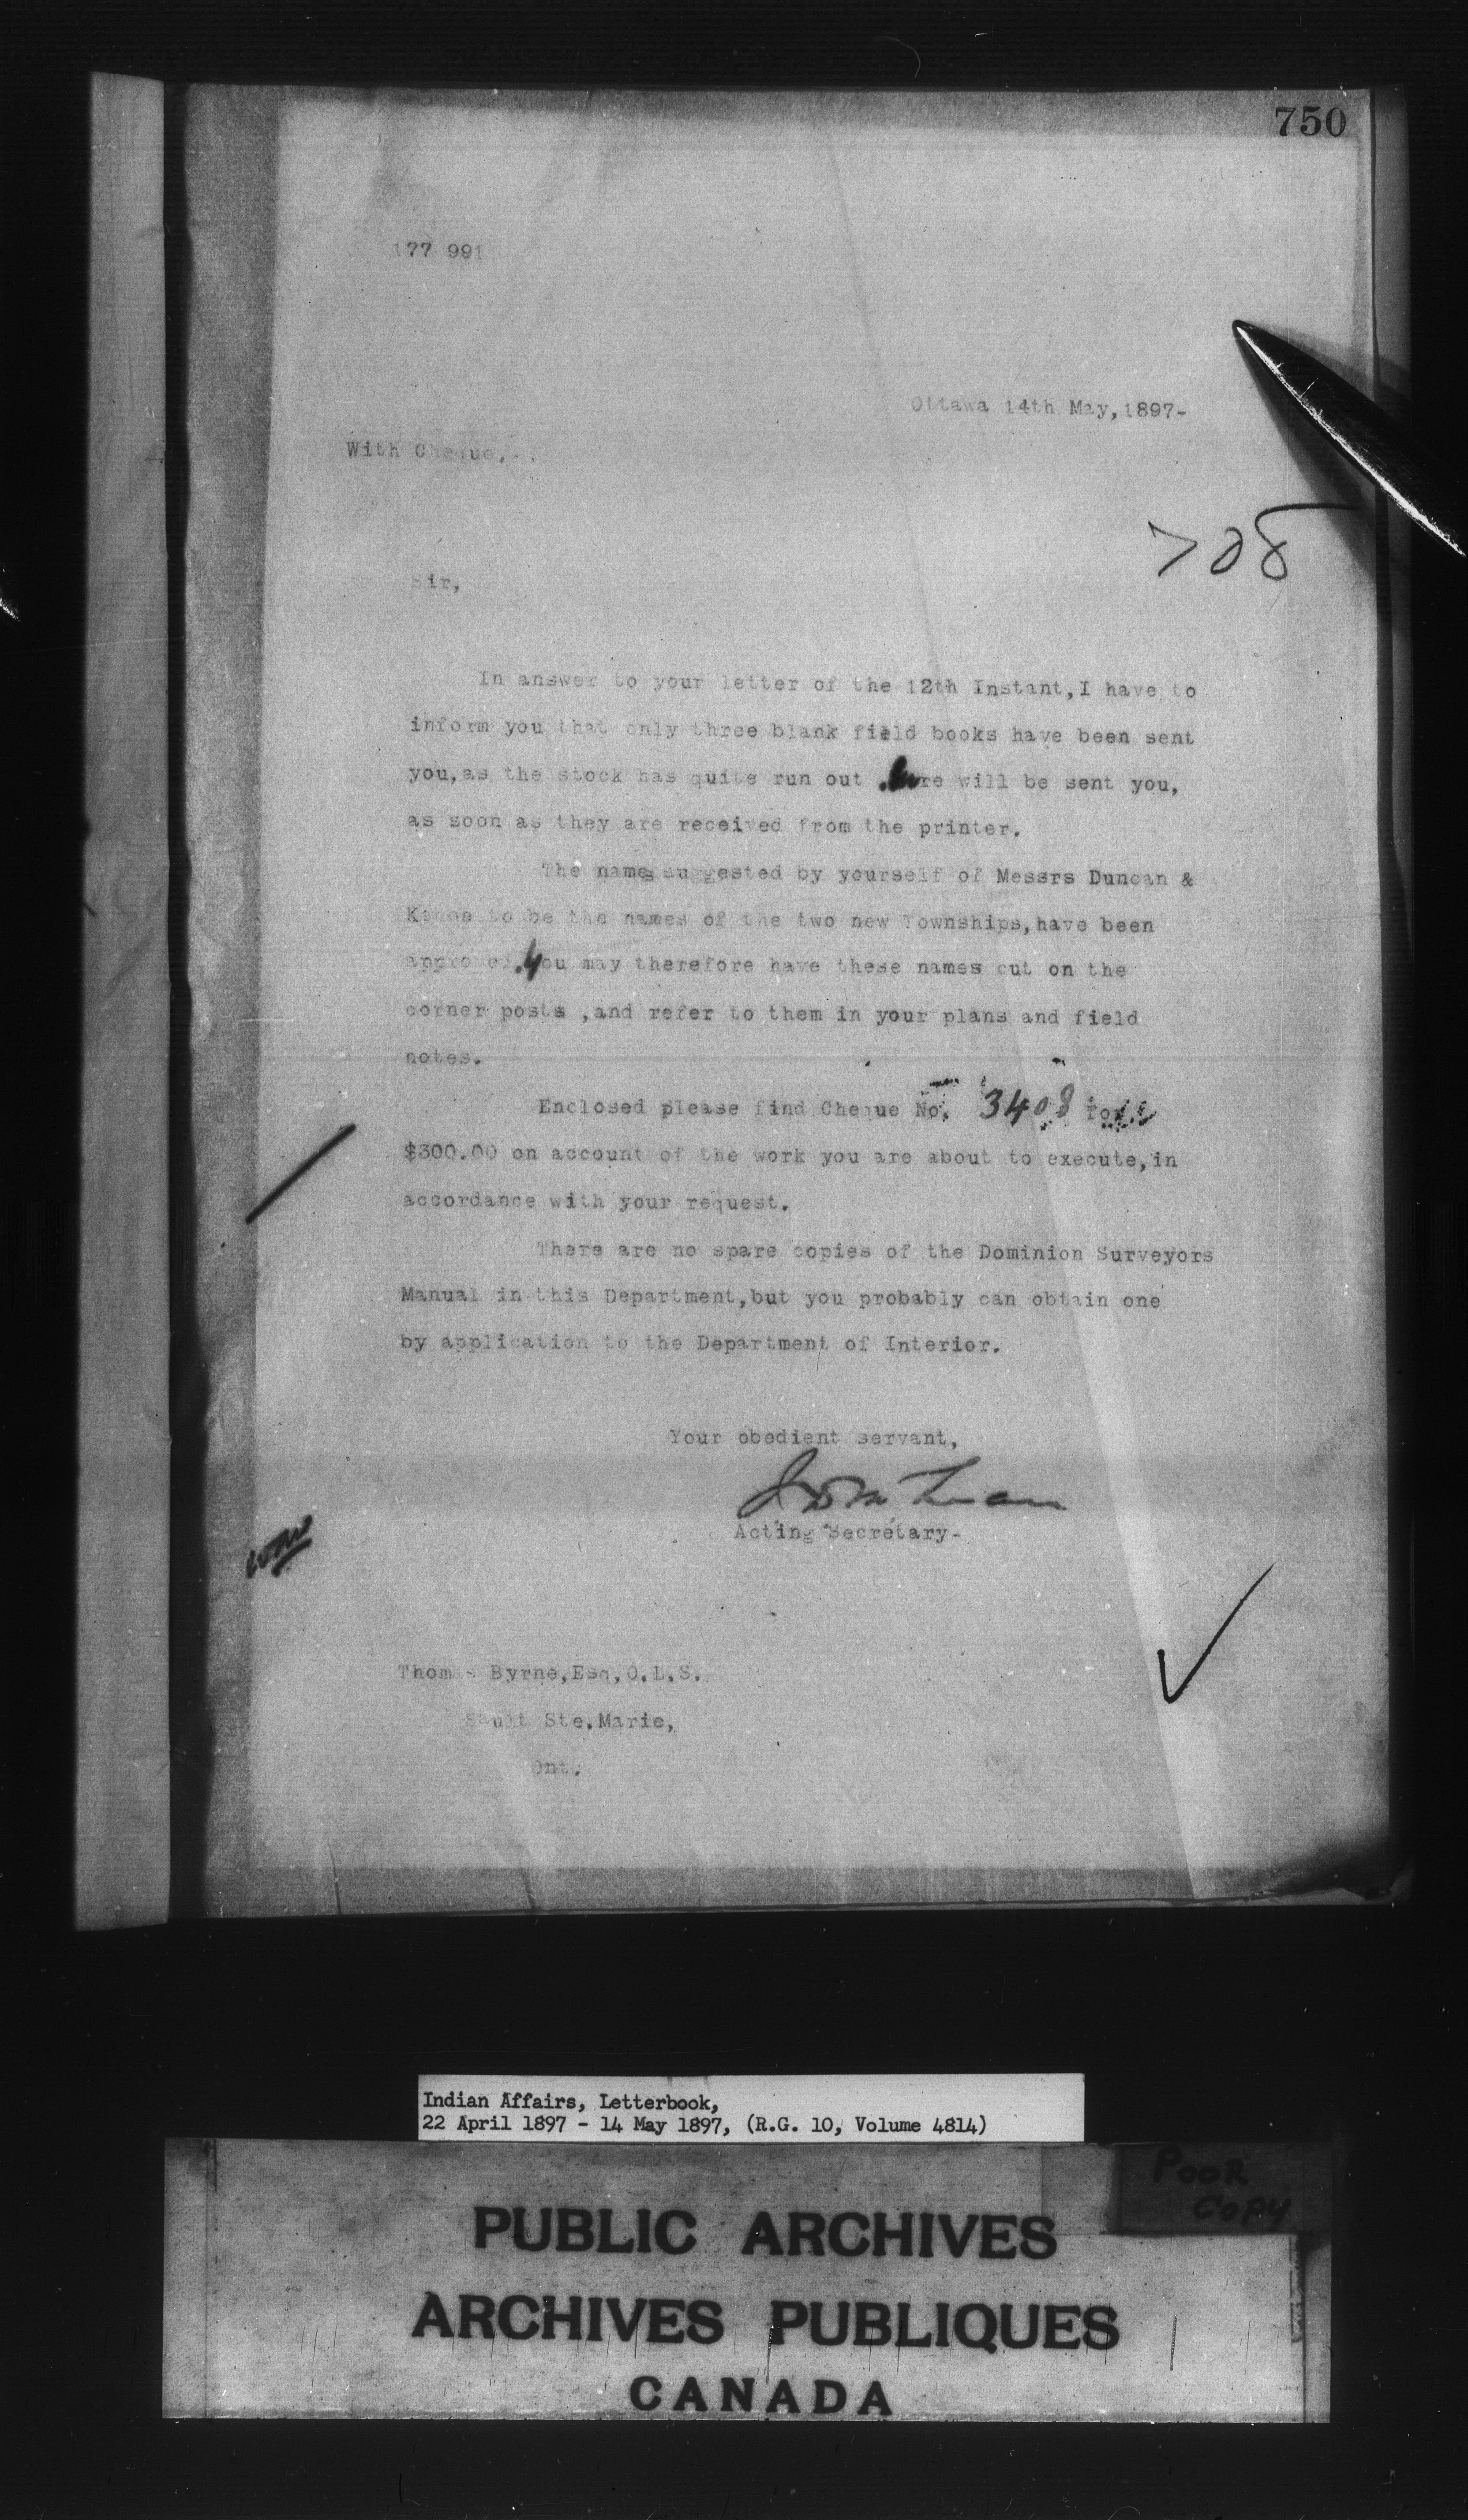 750
177 991
Ottawa 14th May, 1897-
With Cheque,
708
Sir,
In answer to your letter of the 12th Instant, I have to
inform you that only three blank field books have been sent
you, as the stock has quite run out . More will be sent you,
as soon as they are received from the printer.
The names suggested by yourself of Messrs Duncan &
Kehoe to be the names of the two new Townships, have been
approved. You may therefore have these names cut on the
corner posts , and refer to them in your plans and field
notes.
Enclosed please find Cheque No. 3408 for
$300.00 on account of the work you are about to execute, in
accordance with your request.
There are no spare copies of the Dominion Surveyors
Manual in this Department, but you probably can obtain one
by application to the Department of Interior.
Your obedient servant,
Acting Secretary-
Thomas Byrne, Esq, O.L.S.
Sault Ste. Marie,
Ont.
Indian Affairs, Letterbook,
22 April 1897 - 14 May 1897, (R.G. 10, Volume 4814)
POOR
COPY
PUBLIC ARCHIVES
ARCHIVES PUBLIQUES
CANADA